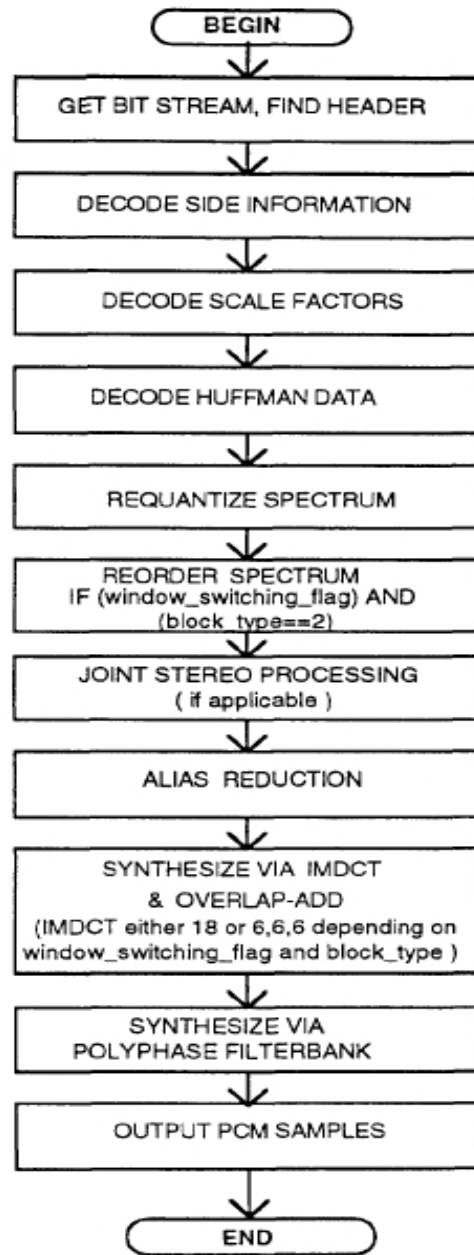 BEGIN
GET BIT STREAM, FIND HEADER
DECODE SIDE INFORMATION
DECODE SCALE FACTORS
DECODE HUFFMAN DATA
REQUANTIZE SPECTRUM
REORDER SPECTRUM
IF (window_switching_flag) AND
(block_type==2)
JOINT STEREO PROCESSING
( if applicable )
ALIAS REDUCTION
SYNTHESIZE VIA IMDCT
& OVERLAP-ADD
(IMDCT either 18 or 6,6,6 depending on
window_switching_flag and block_type )
SYNTHESIZE VIA
POLYPHASE FILTERBANK
OUTPUT PCM SAMPLES
END